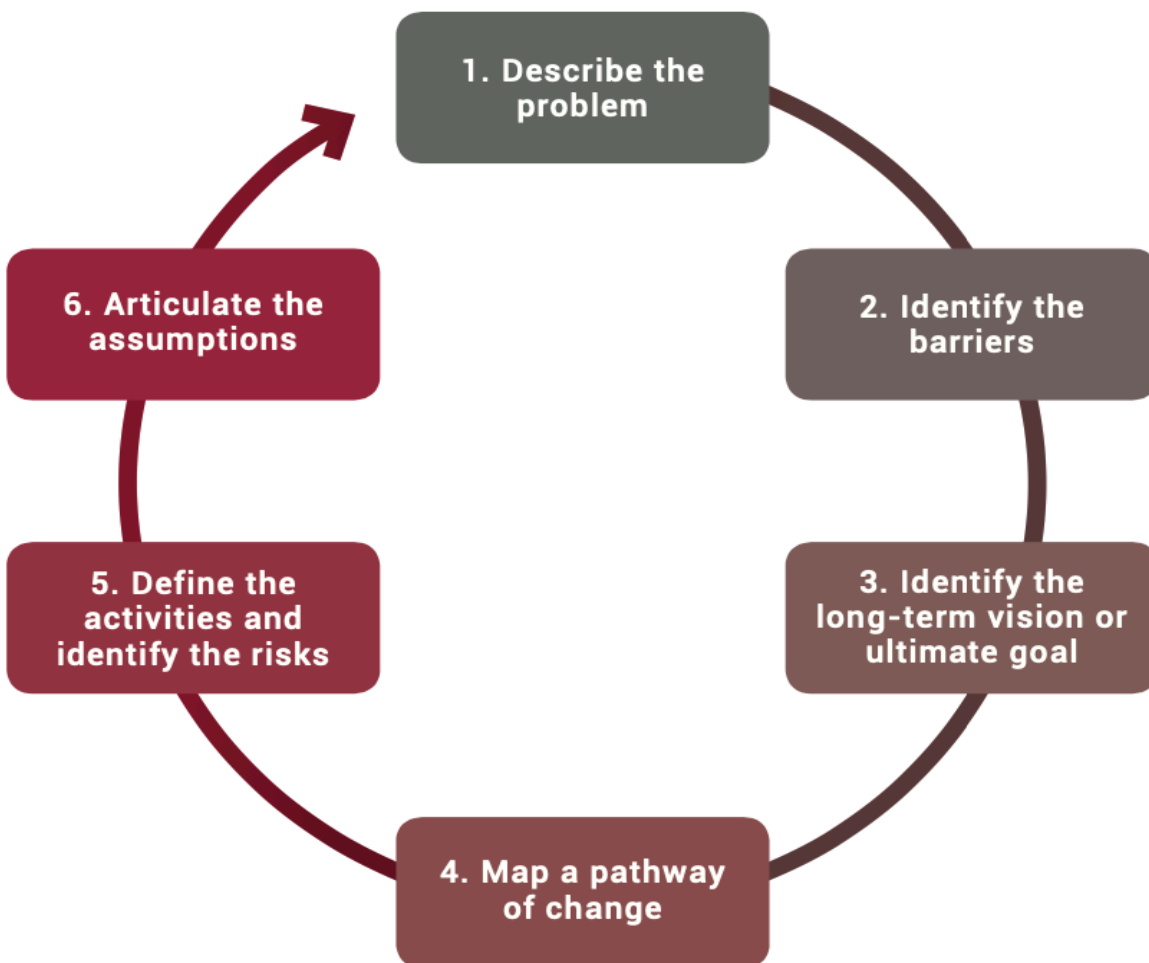 1. Describe the
problem
2. Identify the
barriers
3. Identify the
long-term vision or
ultimate goal
4. Map a pathway
of change
5. Define the
activities and
identify the risks
6. Articulate the
assumptions